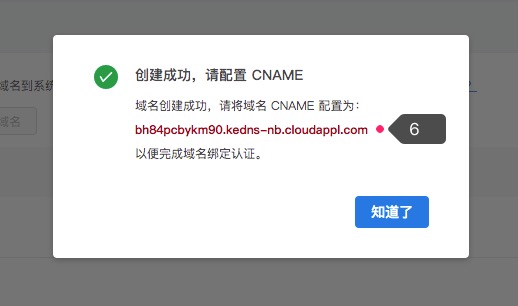 创建成功，请配置 CNAME
域名到系统
域名创建成功，请将域名 CNAME 配置为：
域名
bh84pcbykm90.kedns-nb.cloudappl.com
6
以便完成域名绑定认证。
知道了